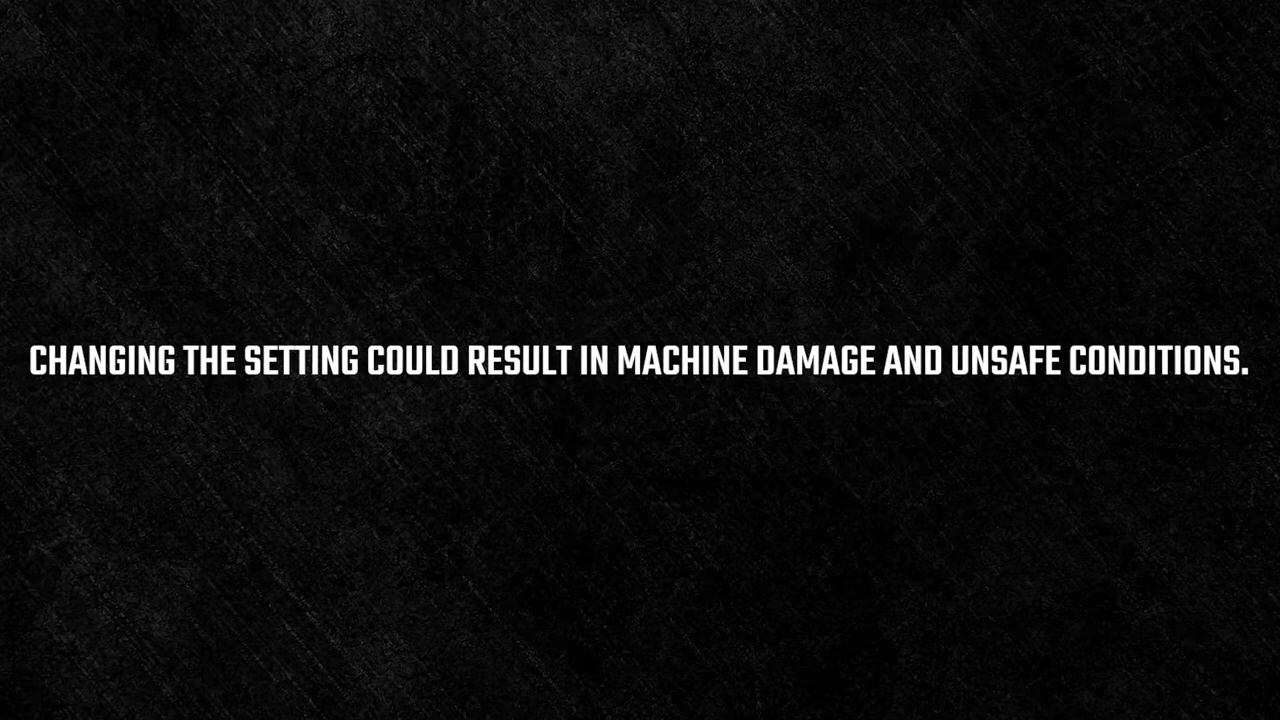 CHANGING THE SETTING COULD RESULT IN MACHINE DAMAGE AND UNSAFE CONDITIONS.